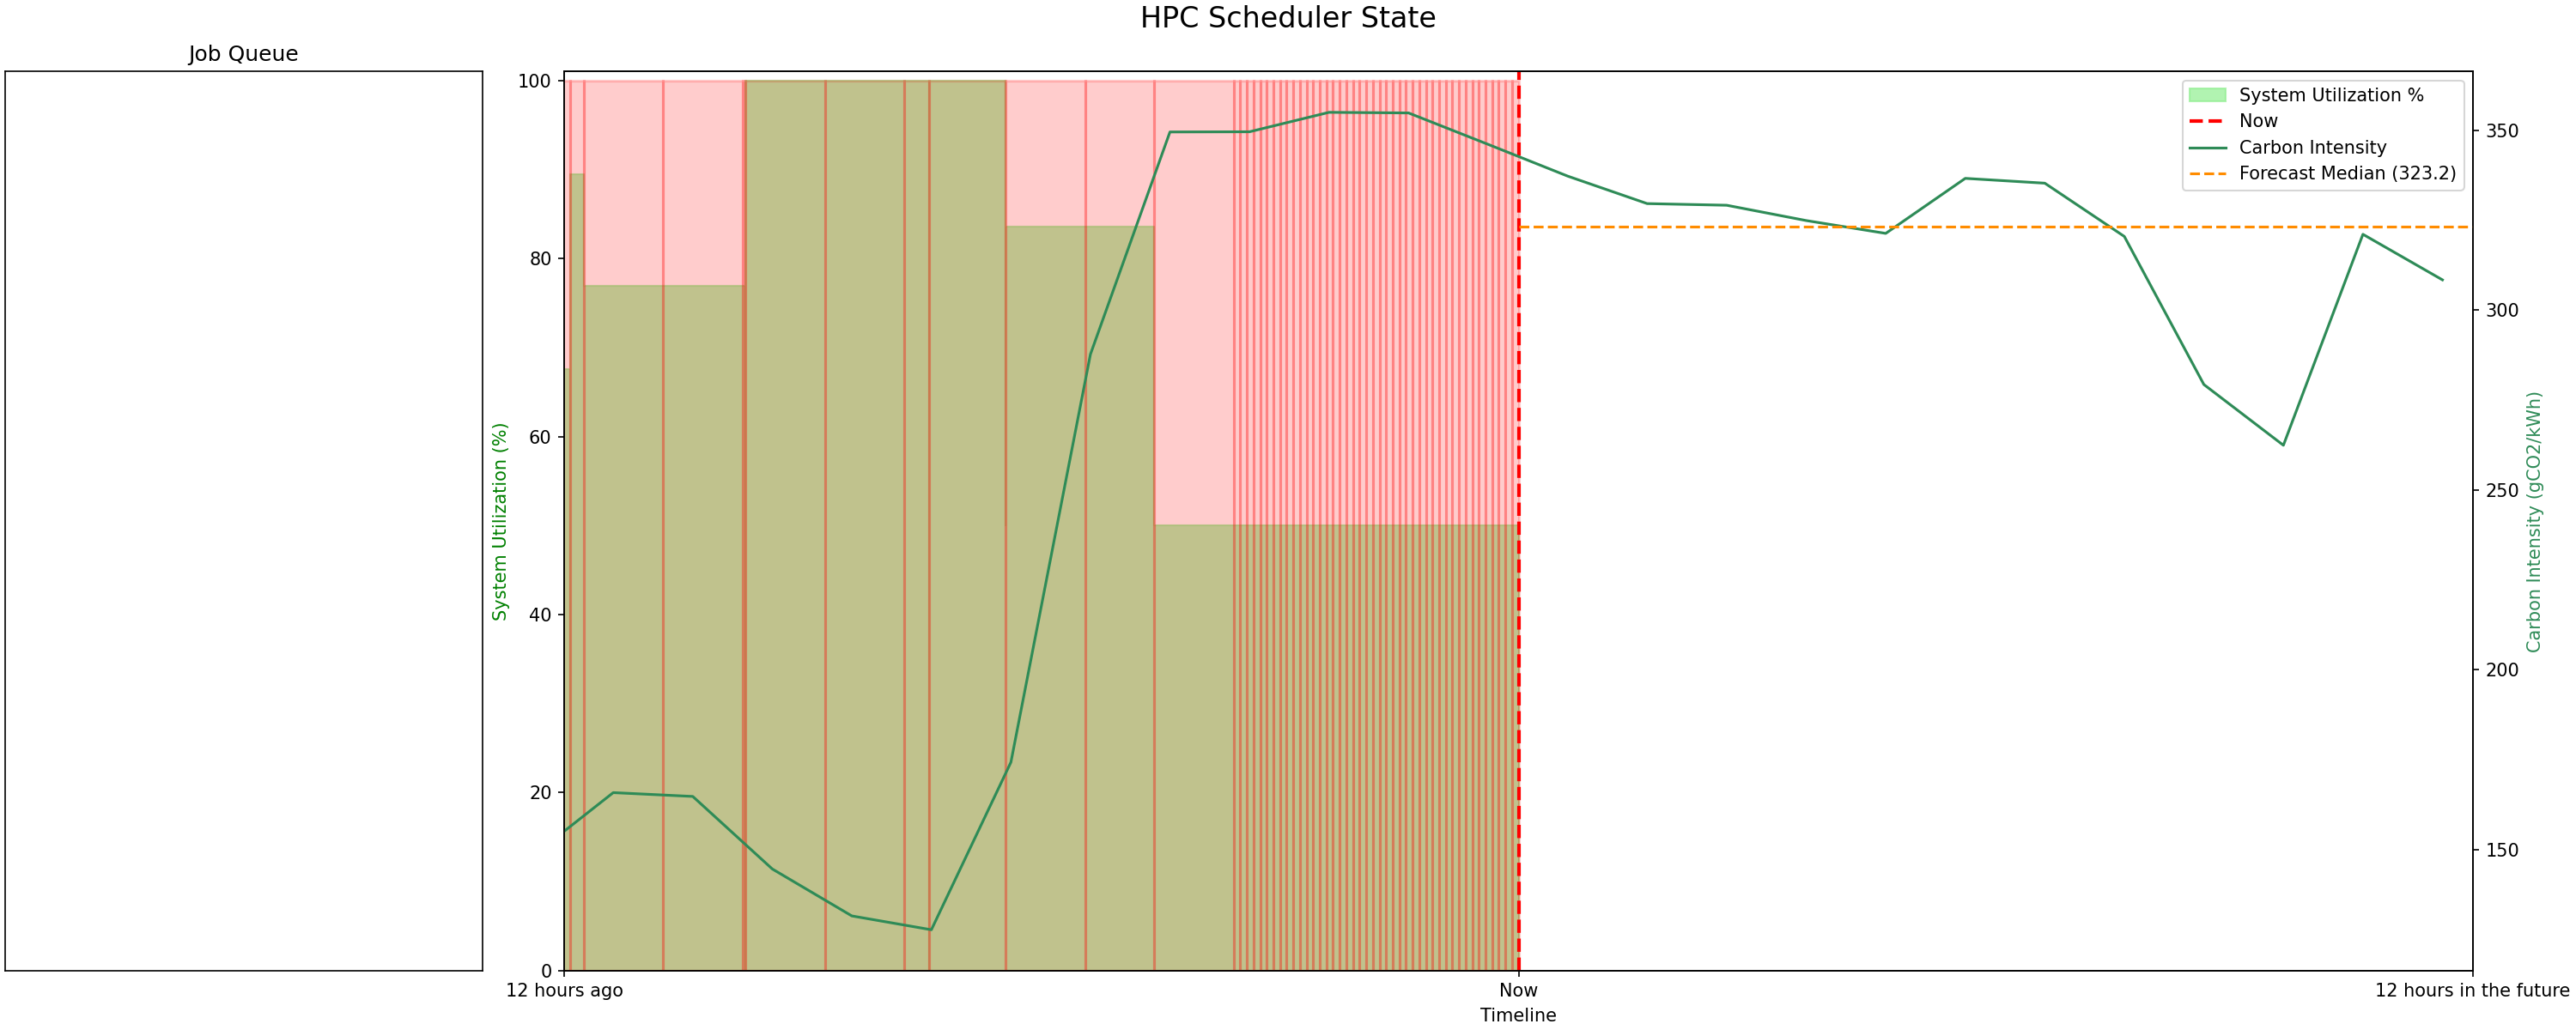 HPC Scheduler State
Job Queue
System Utilization (%)
100
80
60
40
20
0
System Utilization %
Now
Carbon Intensity
Forecast Median (323.2)
350
300
250
200
150
Carbon Intensity (gCO2/kWh)
12 hours ago
Now
12 hours in the future
Timeline